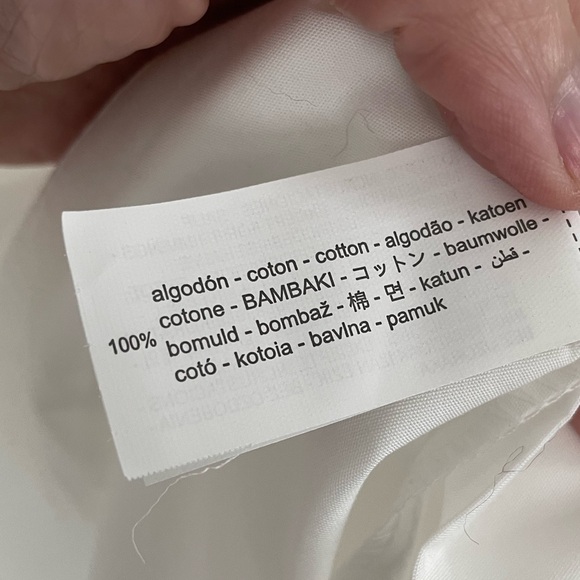 algodón - coton - cotton - algodão - katoen
100% cotone - BAMBAKI - コットン - baumwolle -
bomuld - bombaž - 棉 - 면 - katun - قطن -
cotó - kotoia - bavlna - pamuk